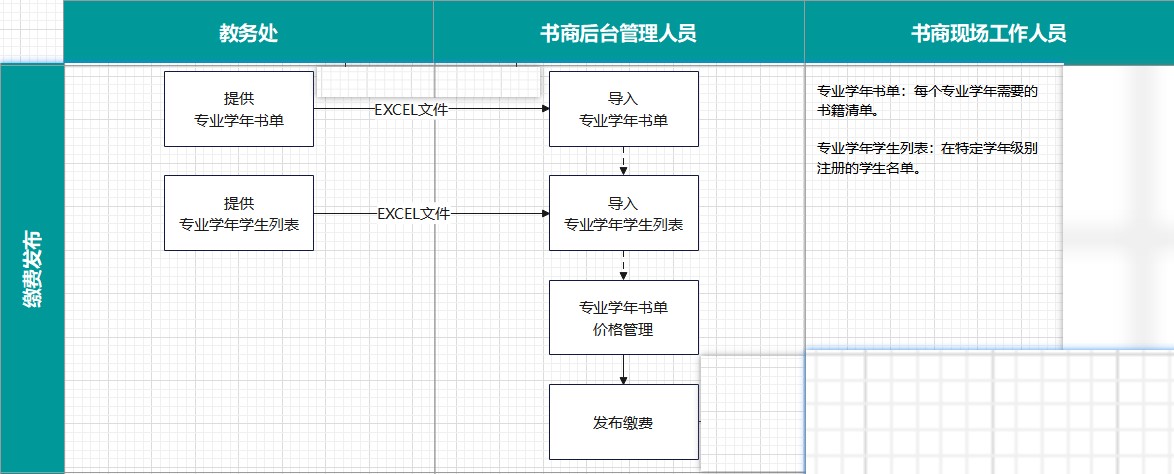 教务处
书商后台管理人员
书商现场工作人员
缴费发布
提供
专业学年书单
EXCEL文件
导入
专业学年书单
专业学年书单：每个专业学年需要的
书籍清单。
专业学年学生列表：在特定学年级别
注册的学生名单。
提供
专业学年学生列表
EXCEL文件
导入
专业学年学生列表
专业学年书单
价格管理
发布缴费